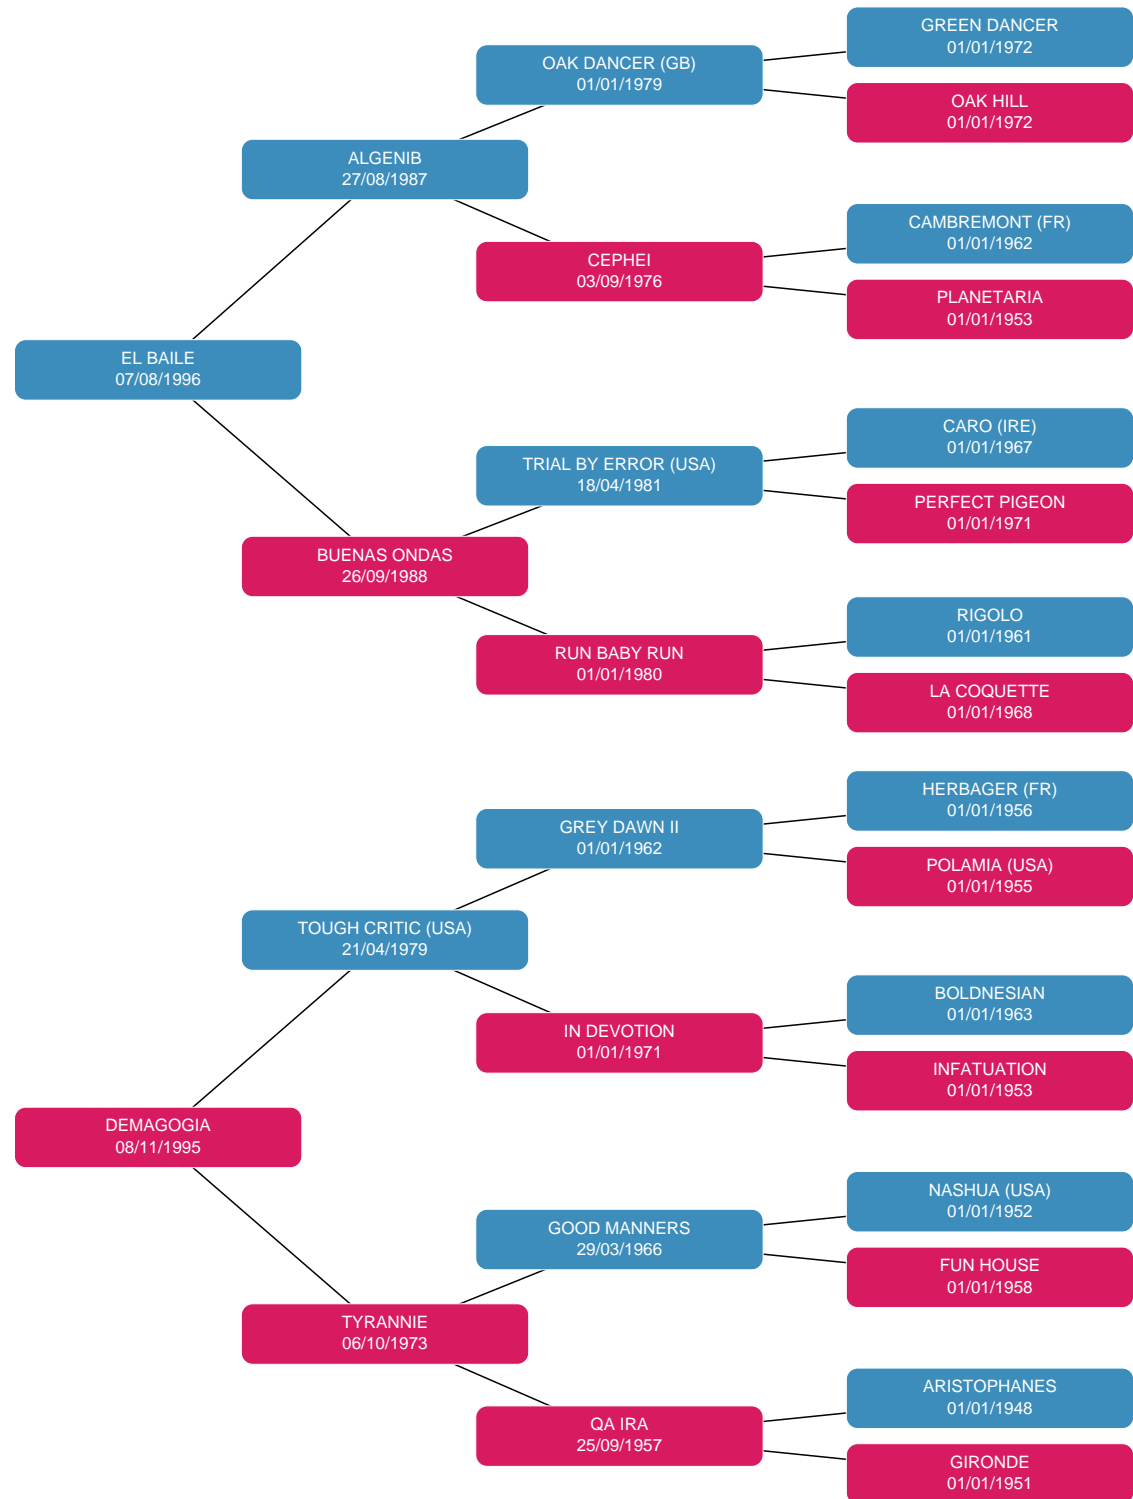 GREEN DANCER
01/01/1972
OAK DANCER (GB)
01/01/1979
OAK HILL
01/01/1972
ALGENIB
27/08/1987
CAMBREMONT (FR)
01/01/1962
CEPHEI
03/09/1976
PLANETARIA
01/01/1953
EL BAILE
07/08/1996
CARO (IRE)
01/01/1967
TRIAL BY ERROR (USA)
18/04/1981
PERFECT PIGEON
01/01/1971
BUENAS ONDAS
26/09/1988
RIGOLO
01/01/1961
RUN BABY RUN
01/01/1980
LA COQUETTE
01/01/1968
HERBAGER (FR)
01/01/1956
GREY DAWN II
01/01/1962
POLAMIA (USA)
01/01/1955
TOUGH CRITIC (USA)
21/04/1979
BOLDNESIAN
01/01/1963
IN DEVOTION
01/01/1971
INFATUATION
01/01/1953
DEMAGOGIA
08/11/1995
NASHUA (USA)
01/01/1952
GOOD MANNERS
29/03/1966
FUN HOUSE
01/01/1958
TYRANNIE
06/10/1973
ARISTOPHANES
01/01/1948
QA IRA
25/09/1957
GIRONDE
01/01/1951